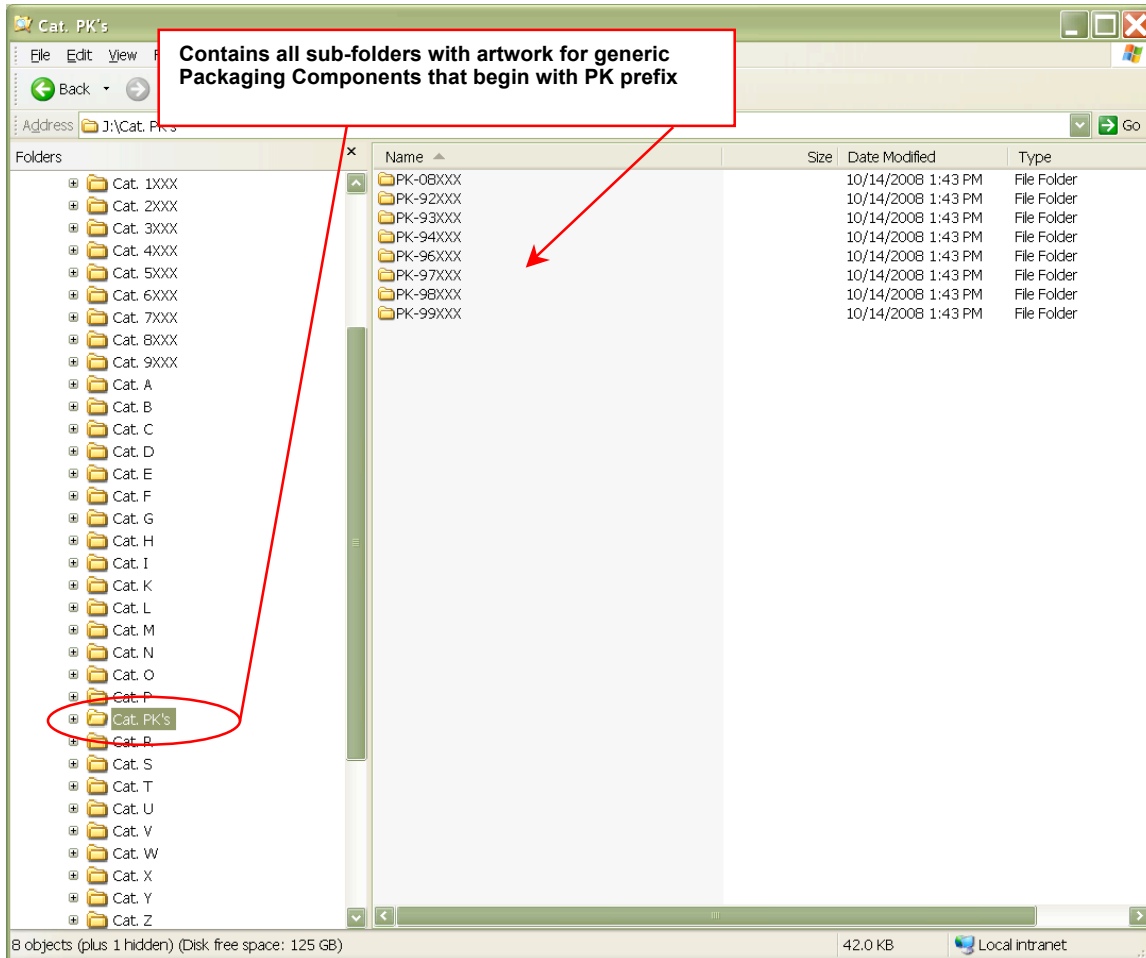 Cat. PK's
File Edit View F
Contains all sub-folders with artwork for generic
Packaging Components that begin with PK prefix
Back
Address J:\Cat. PK's
Go
Folders ×
Name Size Date Modified Type
Cat. 1XXX
Cat. 2XXX
Cat. 3XXX
Cat. 4XXX
Cat. 5XXX
Cat. 6XXX
Cat. 7XXX
Cat. 8XXX
Cat. 9XXX
Cat. A
Cat. B
Cat. C
Cat. D
Cat. E
Cat. F
Cat. G
Cat. H
Cat. I
Cat. K
Cat. L
Cat. M
Cat. N
Cat. O
Cat. P
Cat. PK's
Cat. R
Cat. S
Cat. T
Cat. U
Cat. V
Cat. W
Cat. X
Cat. Y
Cat. Z
PK-08XXX 10/14/2008 1:43 PM File Folder
PK-92XXX 10/14/2008 1:43 PM File Folder
PK-93XXX 10/14/2008 1:43 PM File Folder
PK-94XXX 10/14/2008 1:43 PM File Folder
PK-96XXX 10/14/2008 1:43 PM File Folder
PK-97XXX 10/14/2008 1:43 PM File Folder
PK-98XXX 10/14/2008 1:43 PM File Folder
PK-99XXX 10/14/2008 1:43 PM File Folder
8 objects (plus 1 hidden) (Disk free space: 125 GB) 42.0 KB Local intranet